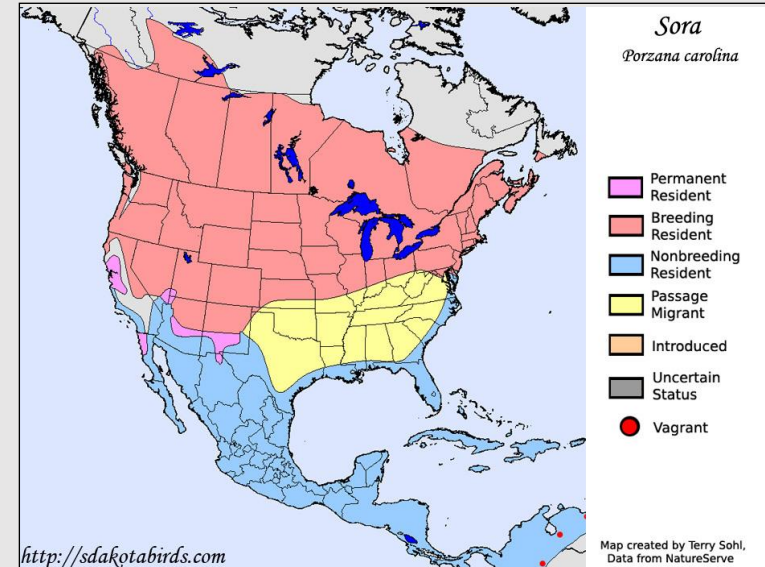 Sora
Porzana carolina
Permanent
Resident
Breeding
Resident
Nonbreeding
Resident
Passage
Migrant
Introduced
Uncertain
Status
Vagrant
http://sdakotabirds.com
Map created by Terry Sohl,
Data from NatureServe